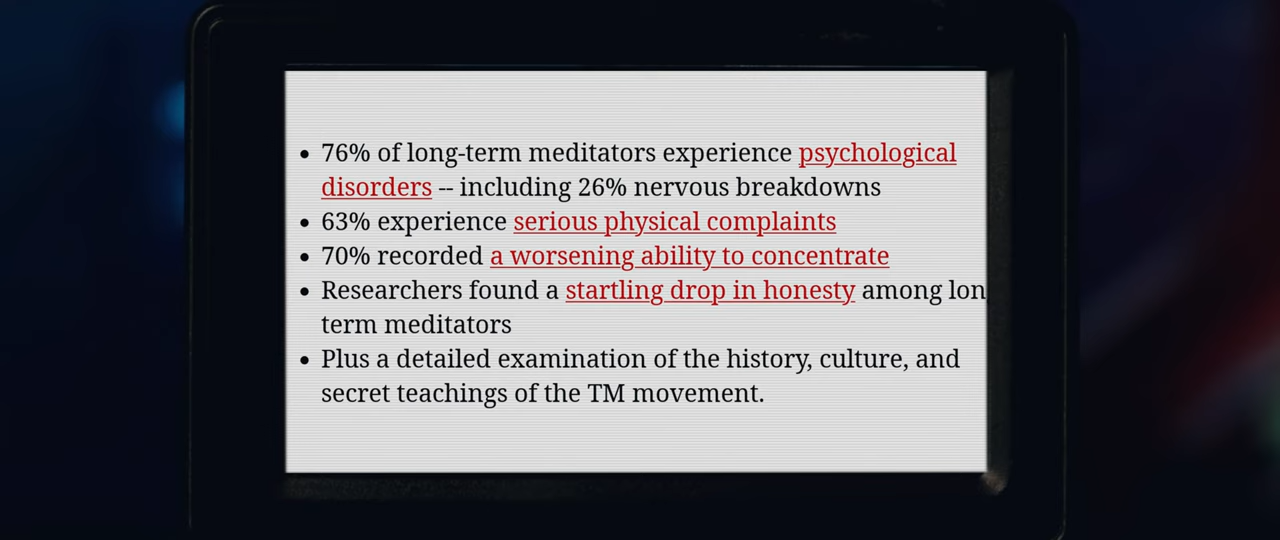 • 76% of long-term meditators experience psychological
disorders -- including 26% nervous breakdowns
• 63% experience serious physical complaints
• 70% recorded a worsening ability to concentrate
• Researchers found a startling drop in honesty among lon
term meditators
• Plus a detailed examination of the history, culture, and
secret teachings of the TM movement.